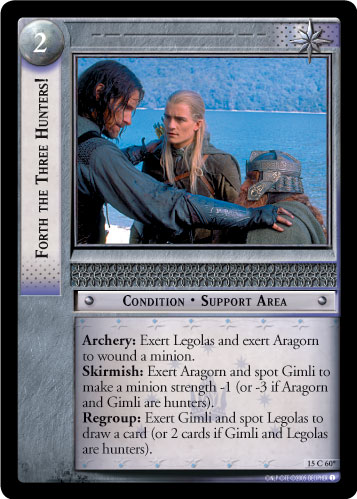 2
FORTH THE THREE HUNTERS!
CONDITION • SUPPORT AREA
Archery: Exert Legolas and exert Aragorn
to wound a minion.
Skirmish: Exert Aragorn and spot Gimli to
make a minion strength -1 (or -3 if Aragorn
and Gimli are hunters).
Regroup: Exert Gimli and spot Legolas to
draw a card (or 2 cards if Gimli and Legolas
are hunters).
15 C 60